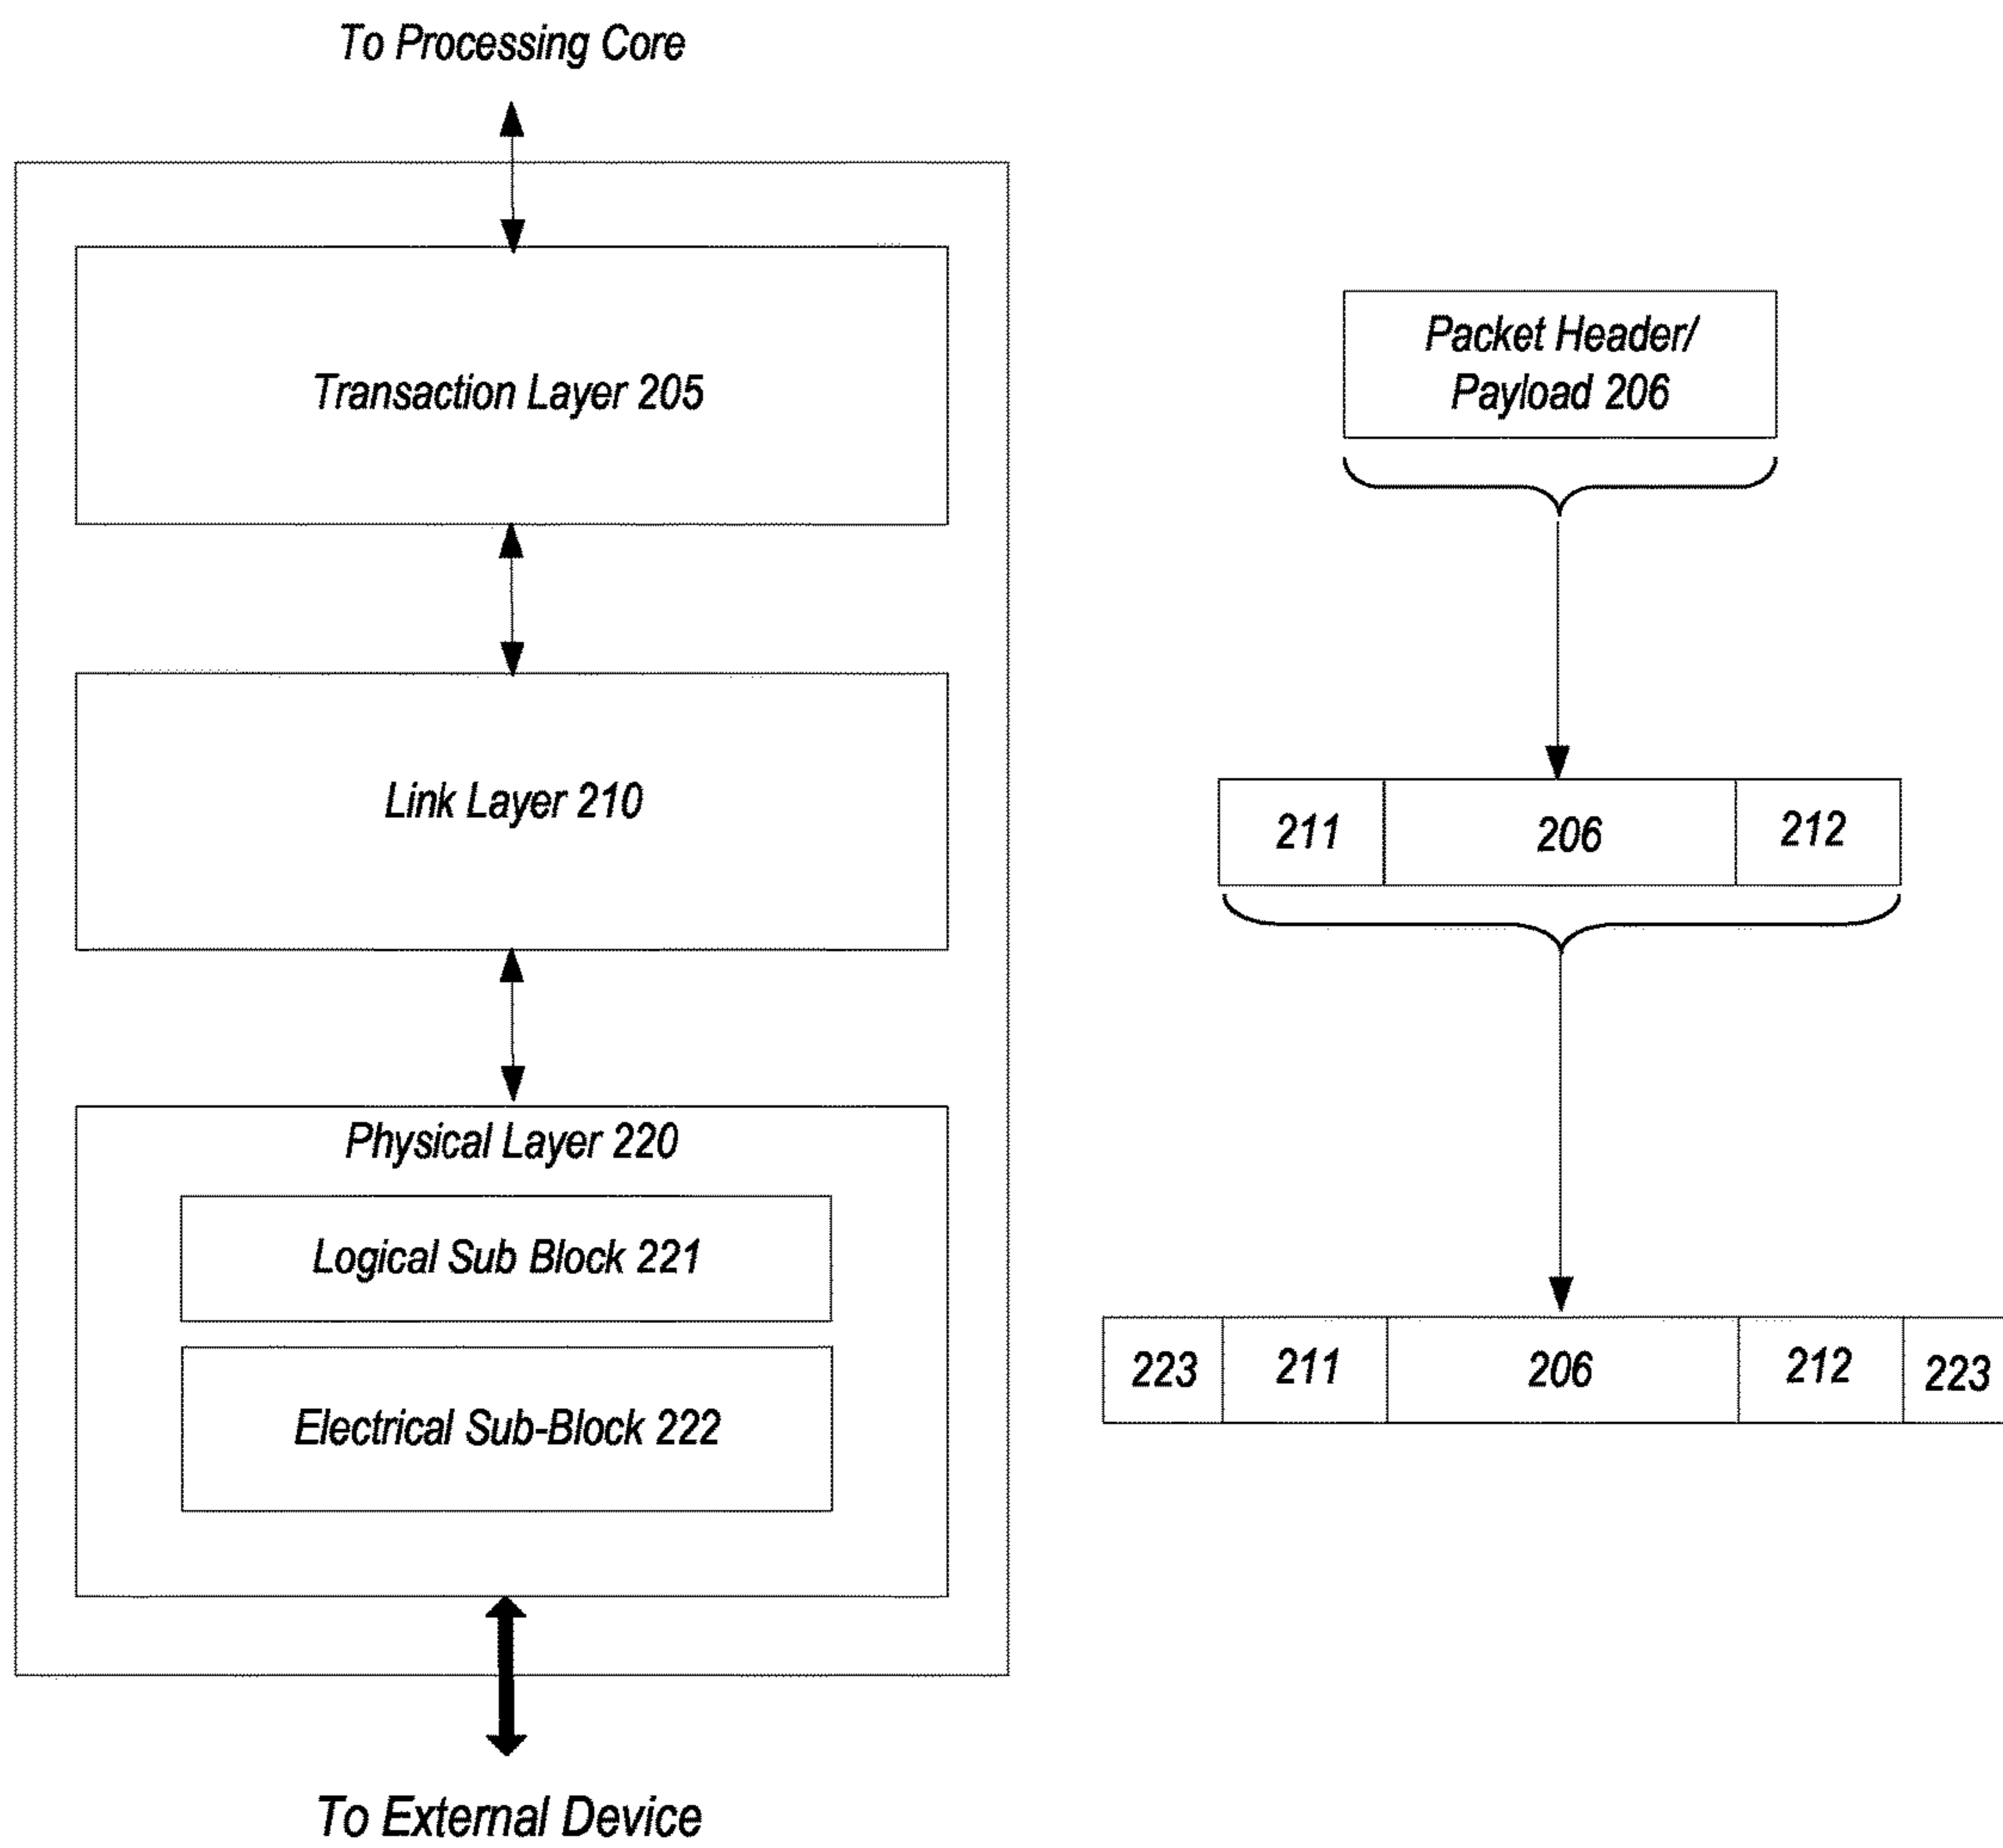 To Processing Core
Transaction Layer 205
Packet Header/
Payload 206
Link Layer 210
211 206 212
Physical Layer 220
Logical Sub Block 221
Electrical Sub-Block 222
223 211 206 212 223
To External Device